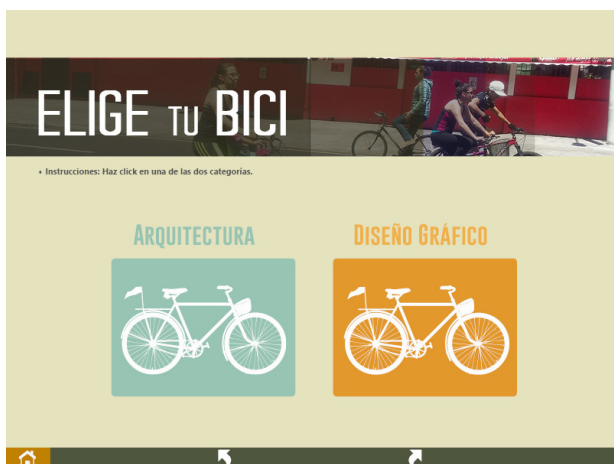 ELIGE TU BICI
• Instrucciones: Haz click en una de las dos categorías.
ARQUITECTURA
DISEÑO GRÁFICO